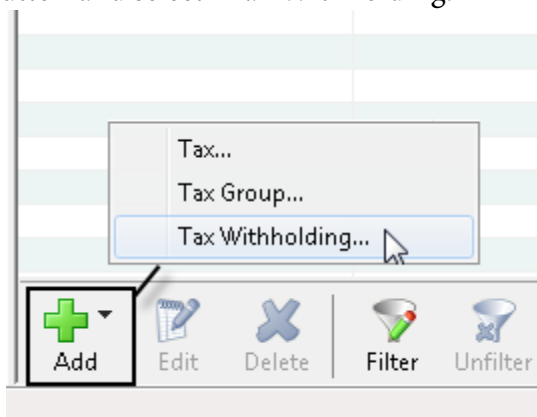 Tax...
Tax Group...
Tax Withholding...
Add Edit Delete Filter Unfilter